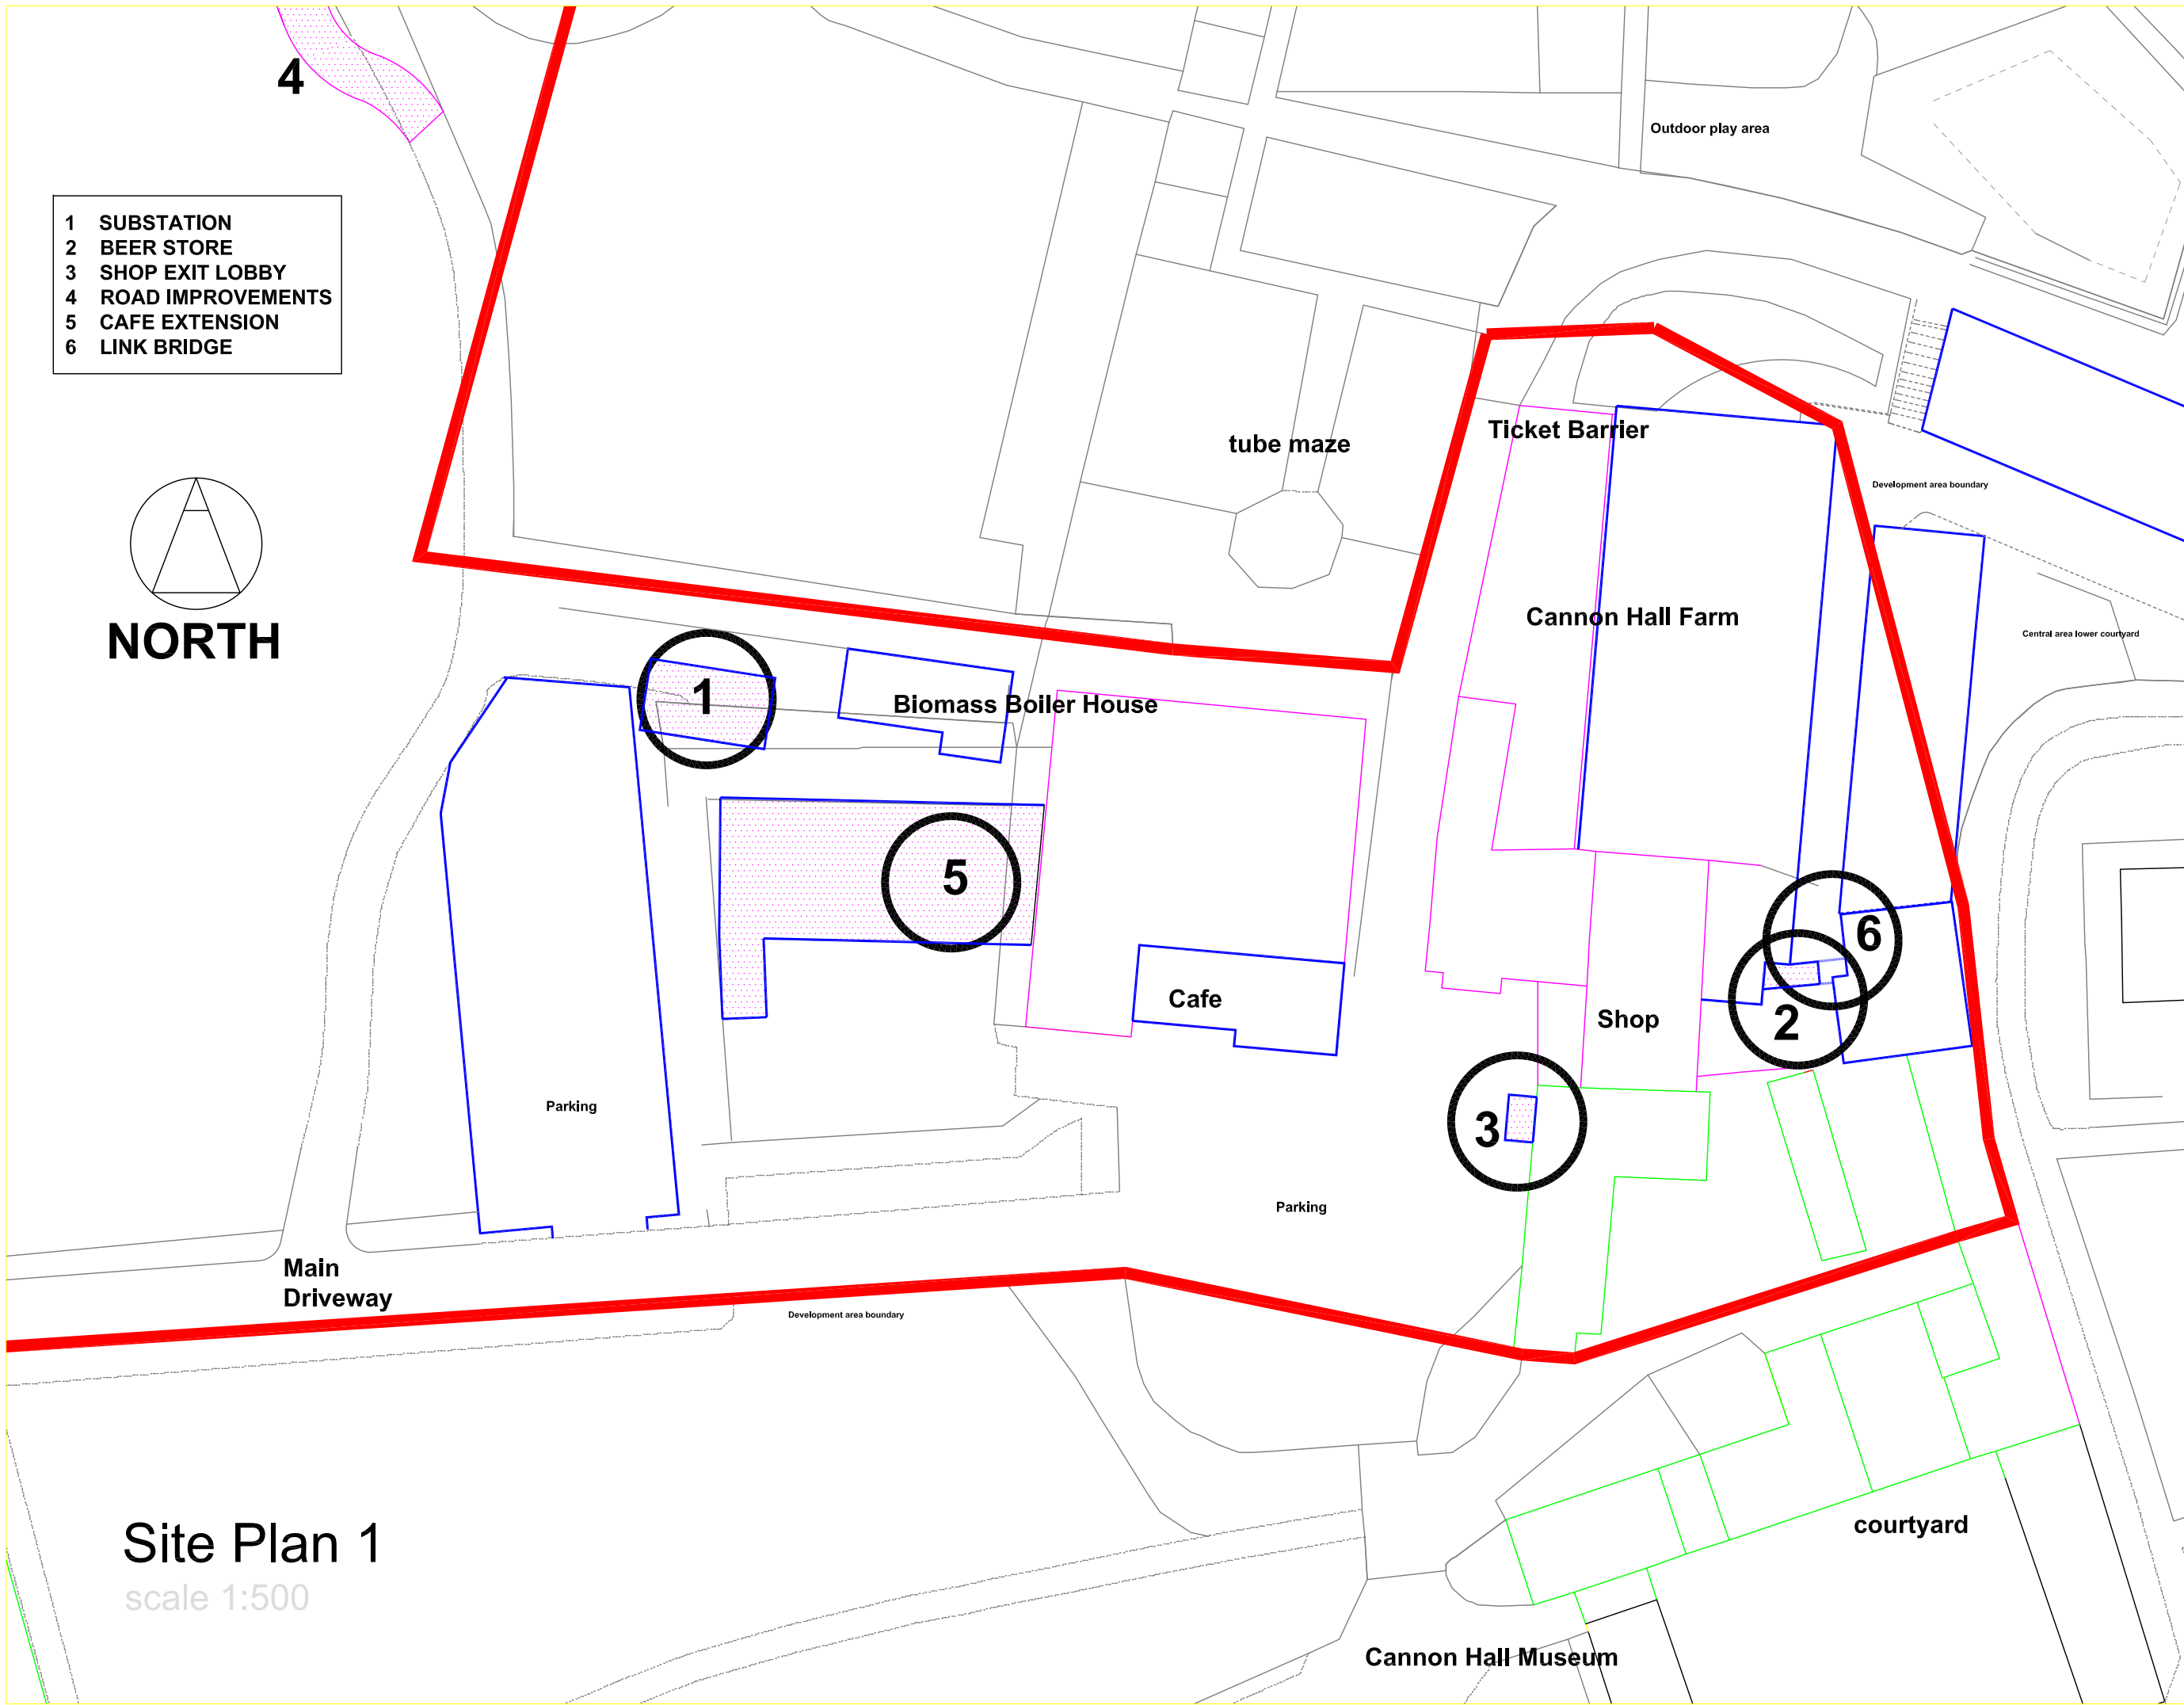 4
Outdoor play area
1 SUBSTATION
2 BEER STORE
3 SHOP EXIT LOBBY
4 ROAD IMPROVEMENTS
5 CAFE EXTENSION
6 LINK BRIDGE
Ticket Barrier
tube maze
Development area boundary
NORTH
Cannon Hall Farm
Central area lower courtyard
1
Biomass Boiler House
5
6
Cafe
Shop
2
Parking
3
Parking
Main
Driveway
Development area boundary
Site Plan 1
scale 1:500
courtyard
Cannon Hall Museum